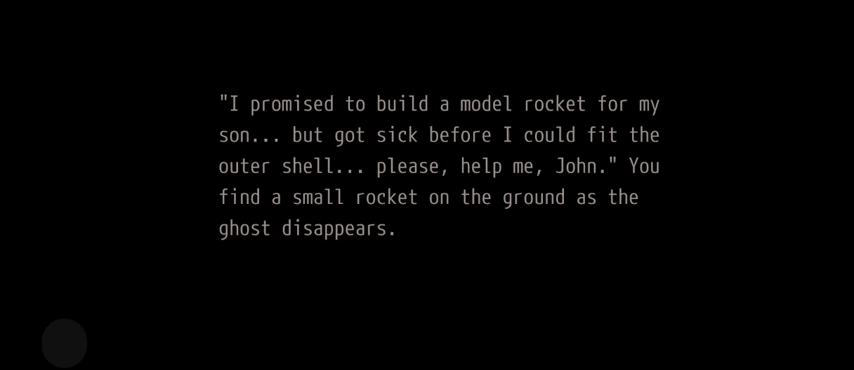 "I promised to build a model rocket for my
son... but got sick before I could fit the
outer shell... please, help me, John." You
find a small rocket on the ground as the
ghost disappears.